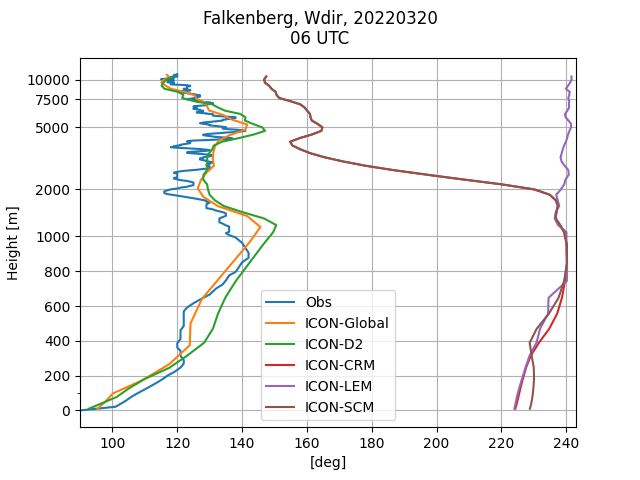 Falkenberg, Wdir, 20220320
06 UTC
10000
7500
5000
2000
1000
800
600
400
200
0
Height [m]
Obs
ICON-Global
ICON-D2
ICON-CRM
ICON-LEM
ICON-SCM
100 120 140 160 180 200 220 240
[deg]